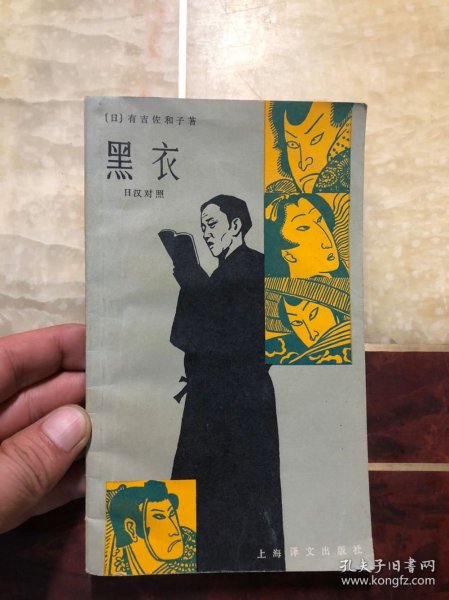 〔日〕有吉佐和子著
黑衣
日汉对照
上海译文出版社
孔夫子旧书网
www.kongfz.com